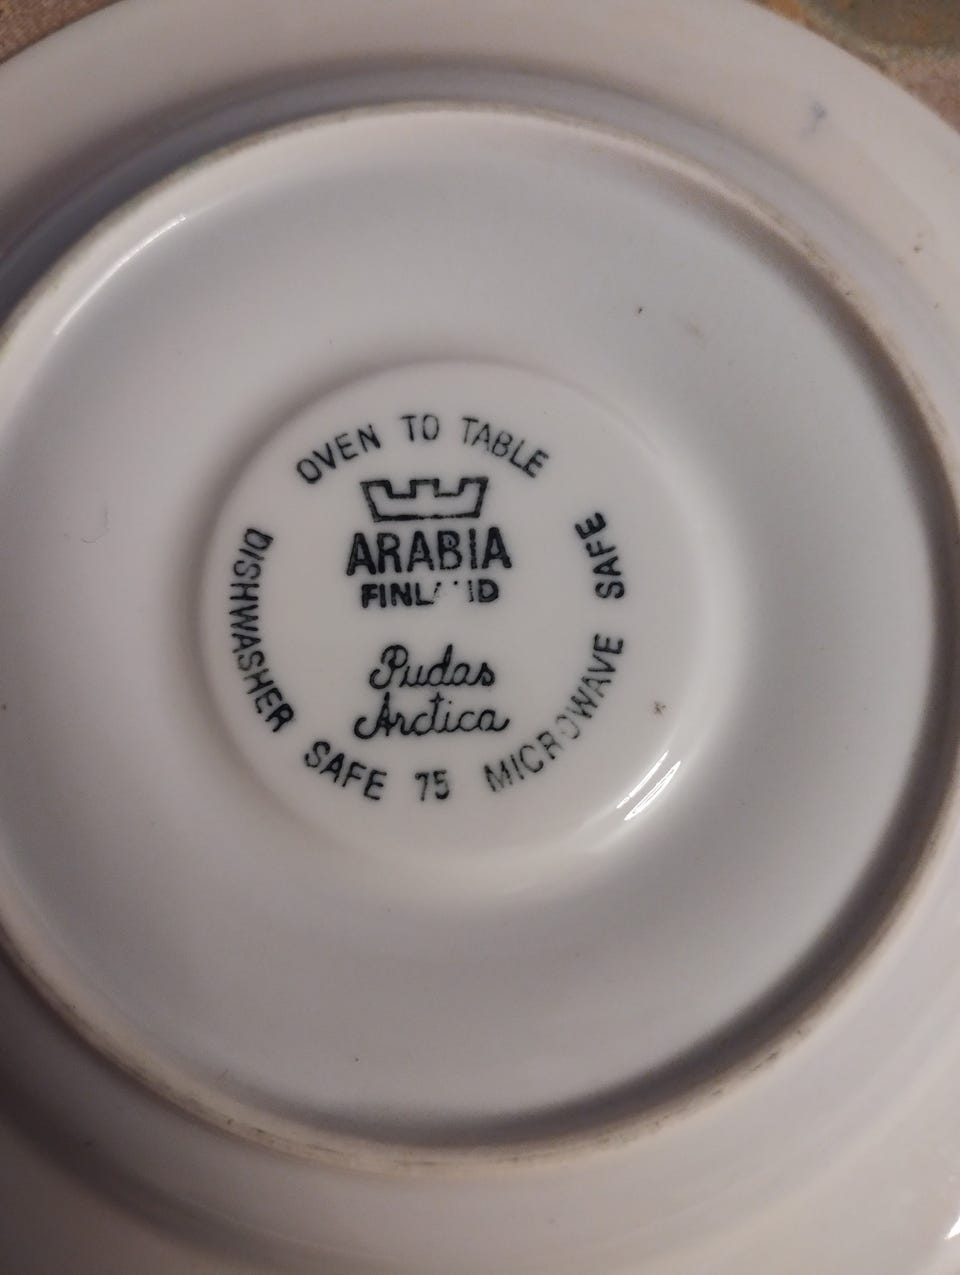 OVEN TO TABLE
ARABIA
FINLAND
Pudas
Arctica
DISHWASHER SAFE 75 MICROWAVE SAFE